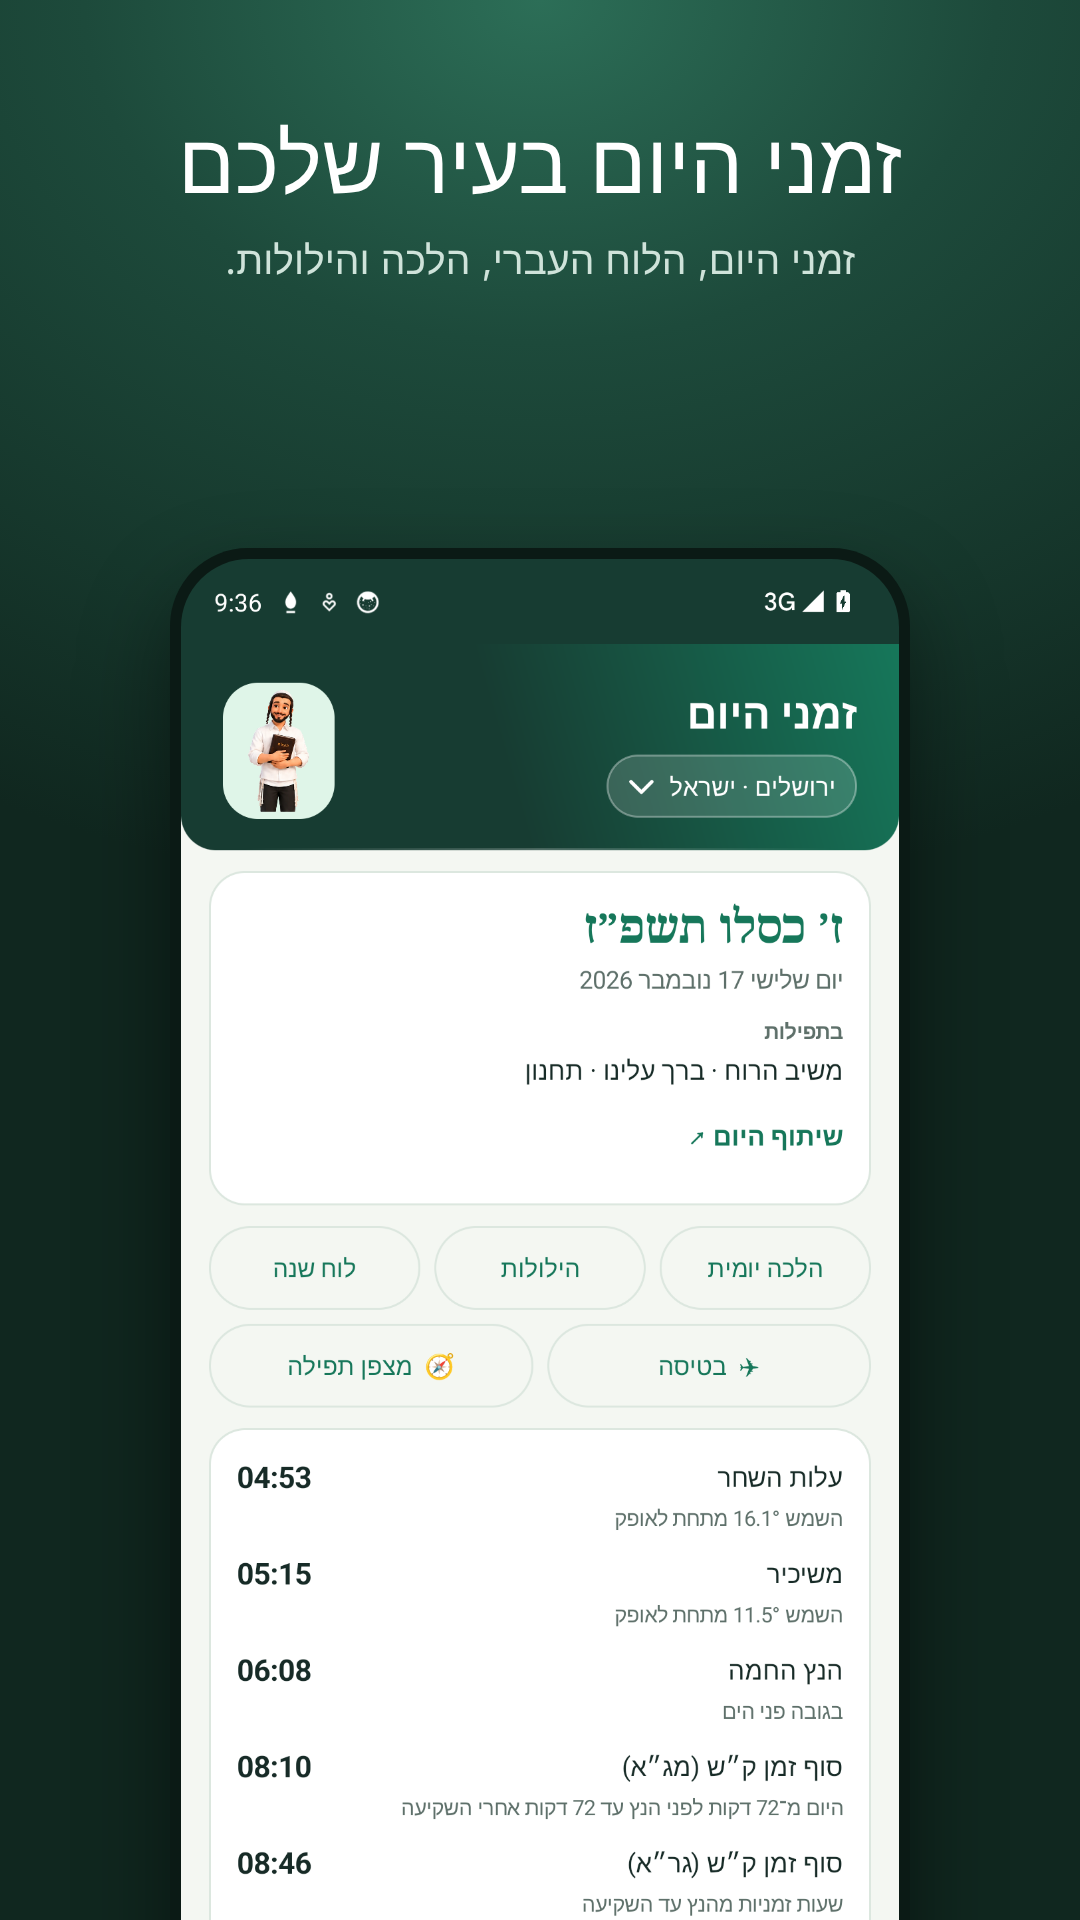 זמני היום בעיר שלכם
זמני היום, הלוח העברי, הלכה והילולות.
9:36 3G
זמני היום
ירושלים · ישראל
ז׳ כסלו תשפ״ז
יום שלישי 17 נובמבר 2026
בתפילות
משיב הרוח · ברך עלינו · תחנון
שיתוף היום ↗
הלכה יומית
הילולות
לוח שנה
✈ בטיסה
🧭 מצפן תפילה
עלות השחר 04:53
השמש 16.1° מתחת לאופק
משיכיר 05:15
השמש 11.5° מתחת לאופק
הנץ החמה 06:08
בגובה פני הים
סוף זמן ק״ש (מג״א) 08:10
היום מ־72 דקות לפני הנץ עד 72 דקות אחרי השקיעה
סוף זמן ק״ש (גר״א) 08:46
שעות זמניות מהנץ עד השקיעה